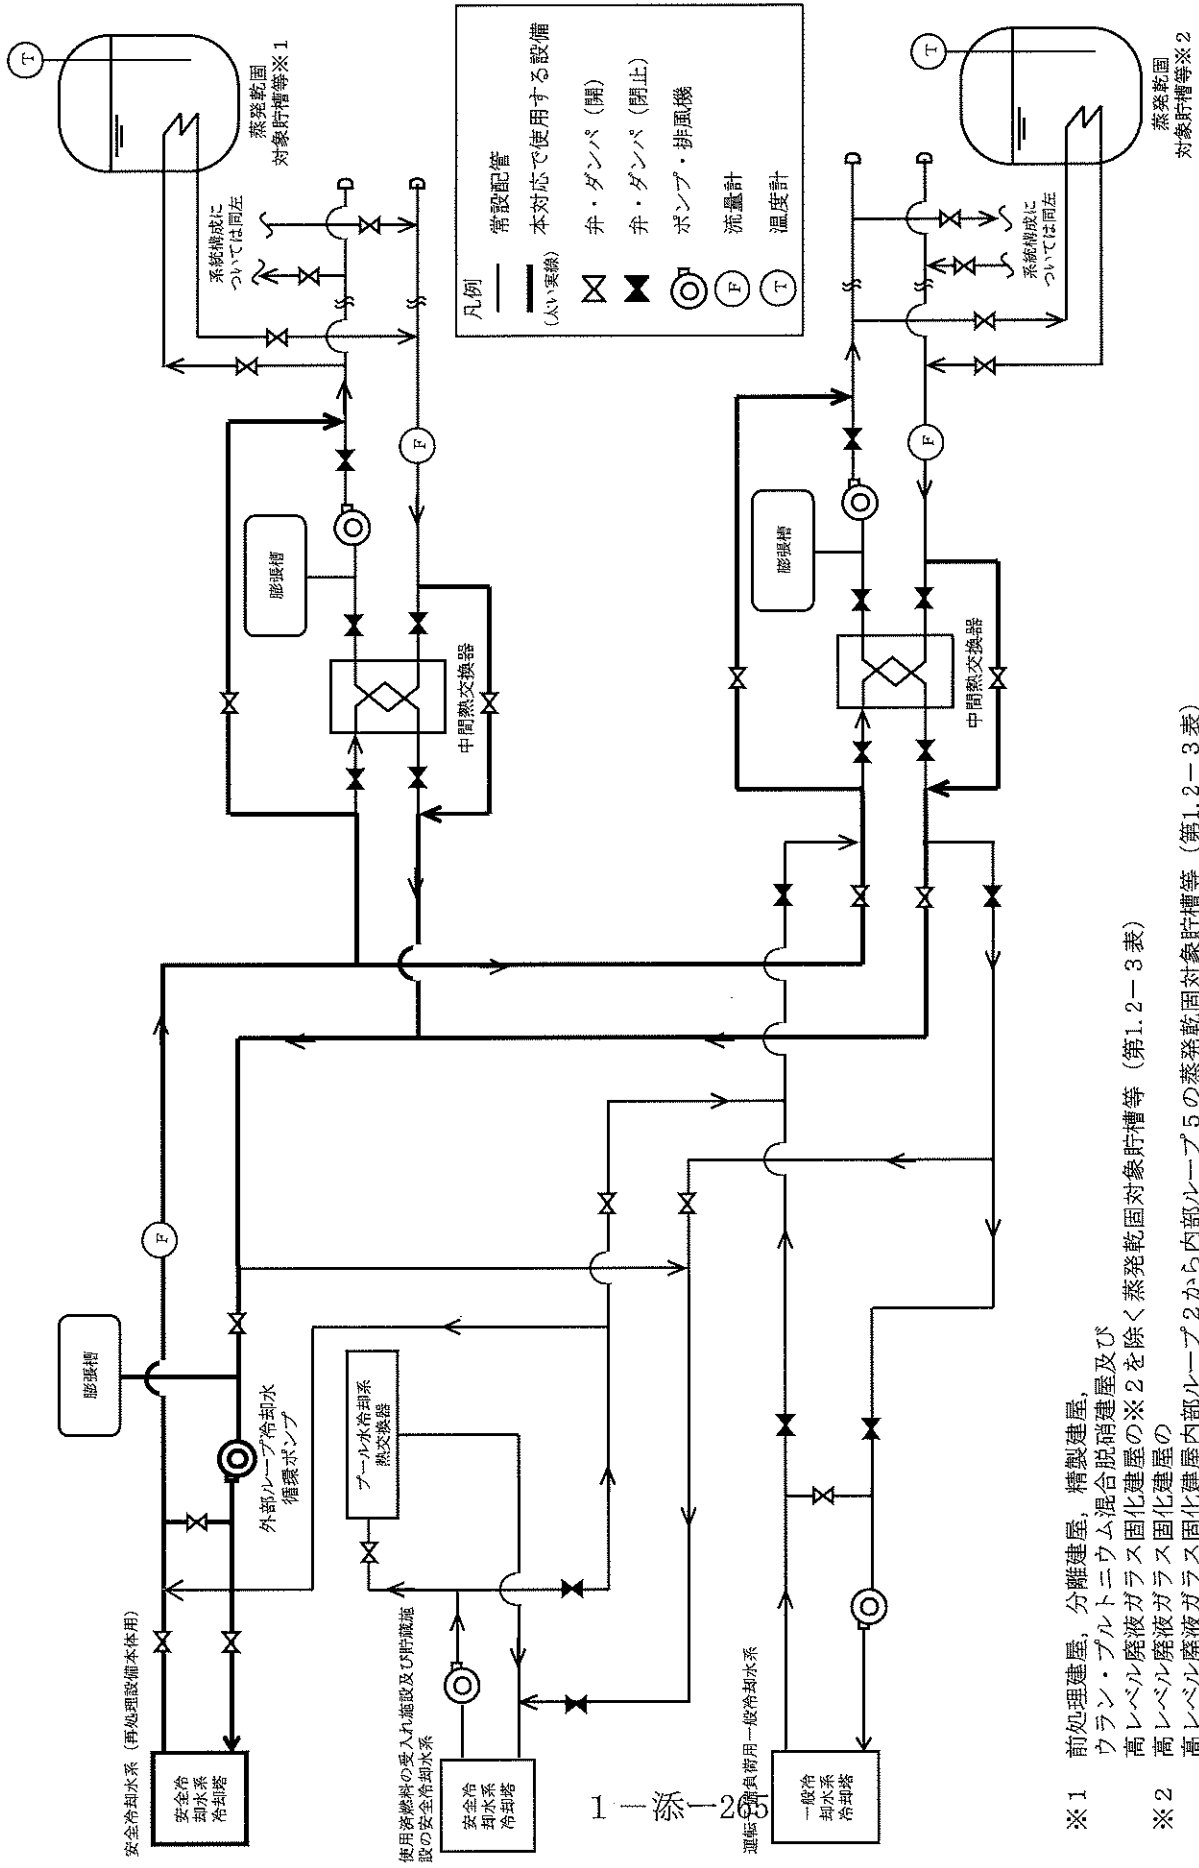 安全冷却水系(再処理設備本体用)
安全冷
却水系
冷却塔
膨張槽
外部ループ冷却水
循環ポンプ
F
使用済燃料の受入れ施設及び貯蔵施
設の安全冷却水系
安全冷
却水系
冷却塔
プール水冷却系
熱交換器
一般冷却水系
一般冷
却水系
冷却塔
膨張槽
中間熱交換器
F
系統構成に
ついては同左
T
蒸発乾固
対象貯槽等※1
膨張槽
中間熱交換器
F
系統構成に
ついては同左
T
蒸発乾固
対象貯槽等※2
凡例
常設配管
本対応で使用する設備
(太い実線)
弁・ダンパ(開)
弁・ダンパ(閉止)
ポンプ・排風機
F 流量計
T 温度計
※1 前処理建屋,分離建屋,精製建屋,
ウラン・プルトニウム混合脱硝建屋及び
高レベル廃液ガラス固化建屋の※2を除く蒸発乾固対象貯槽等(第1.2-3表)
※2 高レベル廃液ガラス固化建屋の
高レベル廃液ガラス固化建屋内部ループ2から内部ループ5の蒸発乾固対象貯槽等(第1.2-3表)
1-添-265